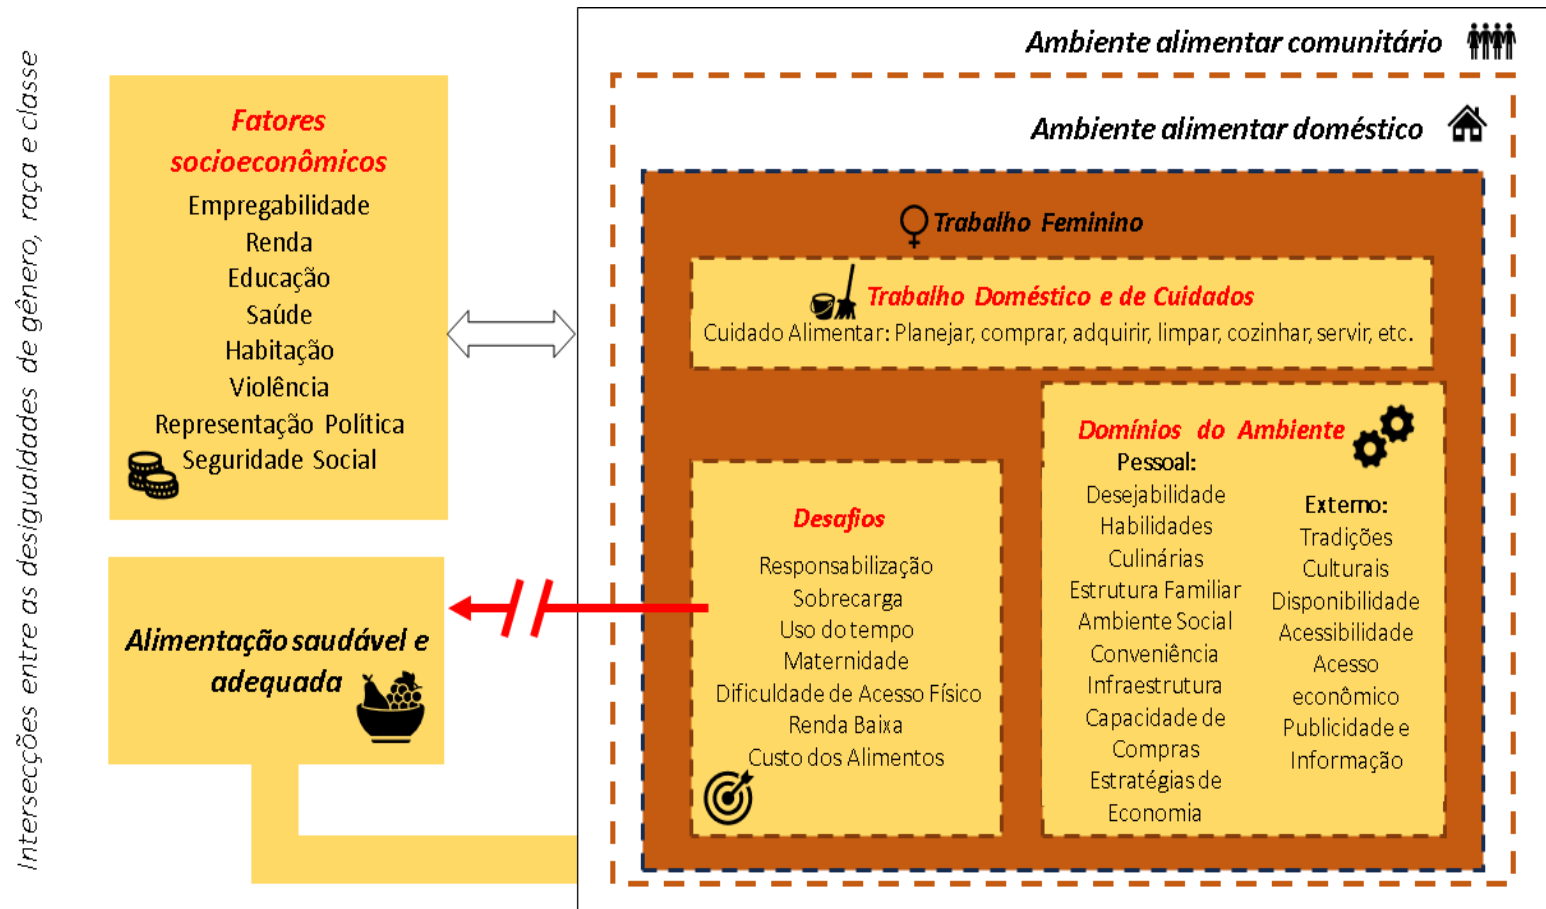 Intersecções entre as desigualdades de gênero, raça e classe
Fatores
socioeconômicos
Empregabilidade
Renda
Educação
Saúde
Habitação
Violência
Representação Política
Seguridade Social
Alimentação saudável e
adequada
Ambiente alimentar comunitário
Ambiente alimentar doméstico
Trabalho Feminino
Trabalho Doméstico e de Cuidados
Cuidado Alimentar: Planejar, comprar, adquirir, limpar, cozinhar, servir, etc.
Desafios
Responsabilização
Sobrecarga
Uso do tempo
Maternidade
Dificuldade de Acesso Físico
Renda Baixa
Custo dos Alimentos
Domínios do Ambiente
Pessoal:
Desejabilidade
Habilidades
Culinárias
Estrutura Familiar
Ambiente Social
Conveniência
Infraestrutura
Capacidade de
Compras
Estratégias de
Economia
Externo:
Tradições
Culturais
Disponibilidade
Acessibilidade
Acesso
econômico
Publicidade e
Informação